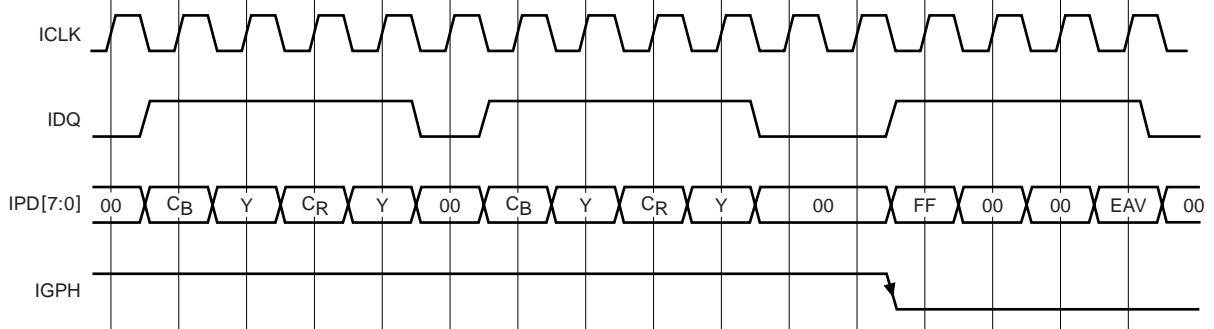 ICLK
IDQ
IPD[7:0] 00 CB Y CR Y 00 CB Y CR Y 00 FF 00 00 EAV 00
IGPH